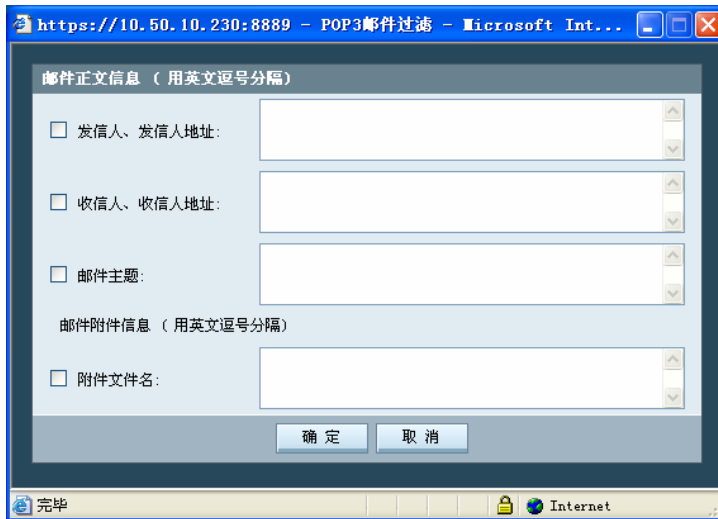 https://10.50.10.230:8889 - POP3邮件过滤 - Microsoft Int...
邮件正文信息 ( 用英文逗号分隔)
发信人、发信人地址:
收信人、收信人地址:
邮件主题:
邮件附件信息 ( 用英文逗号分隔)
附件文件名:
确 定 取 消
完毕 Internet